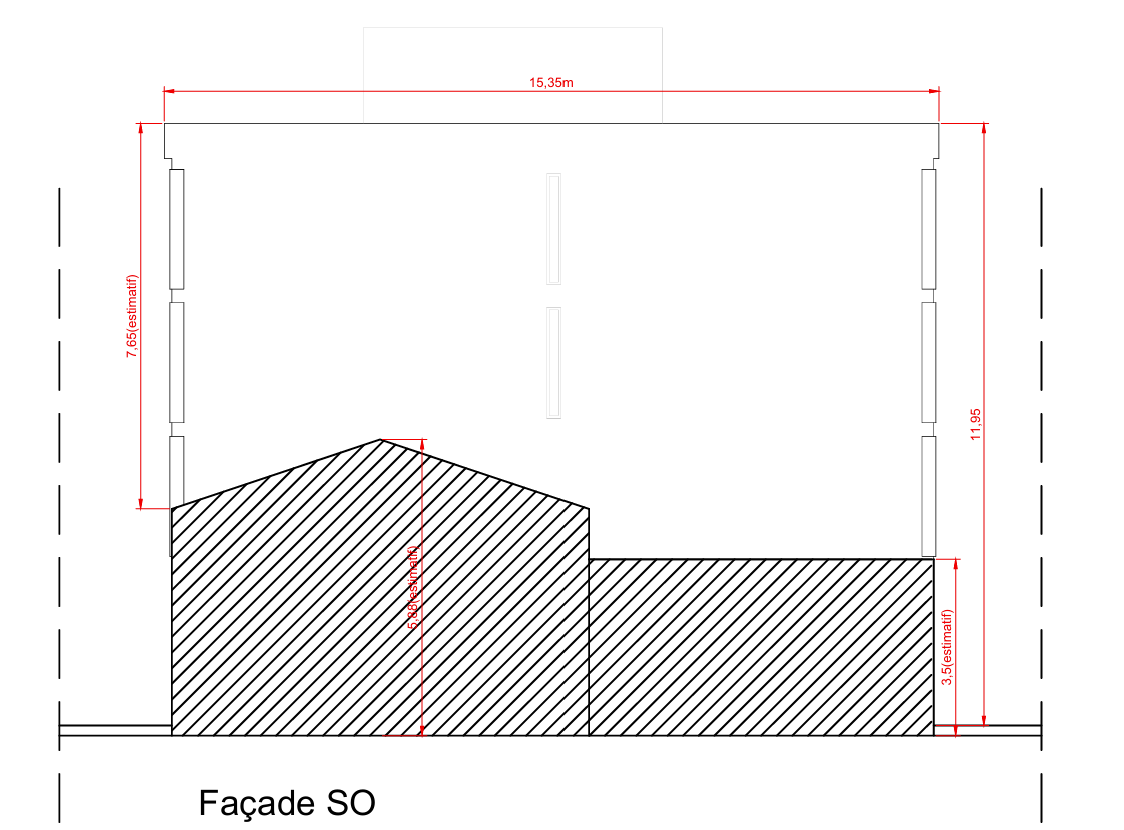 15,35m
7,65(estimatif)
11,95
5,88(estimatif)
3,5(estimatif)
Façade SO